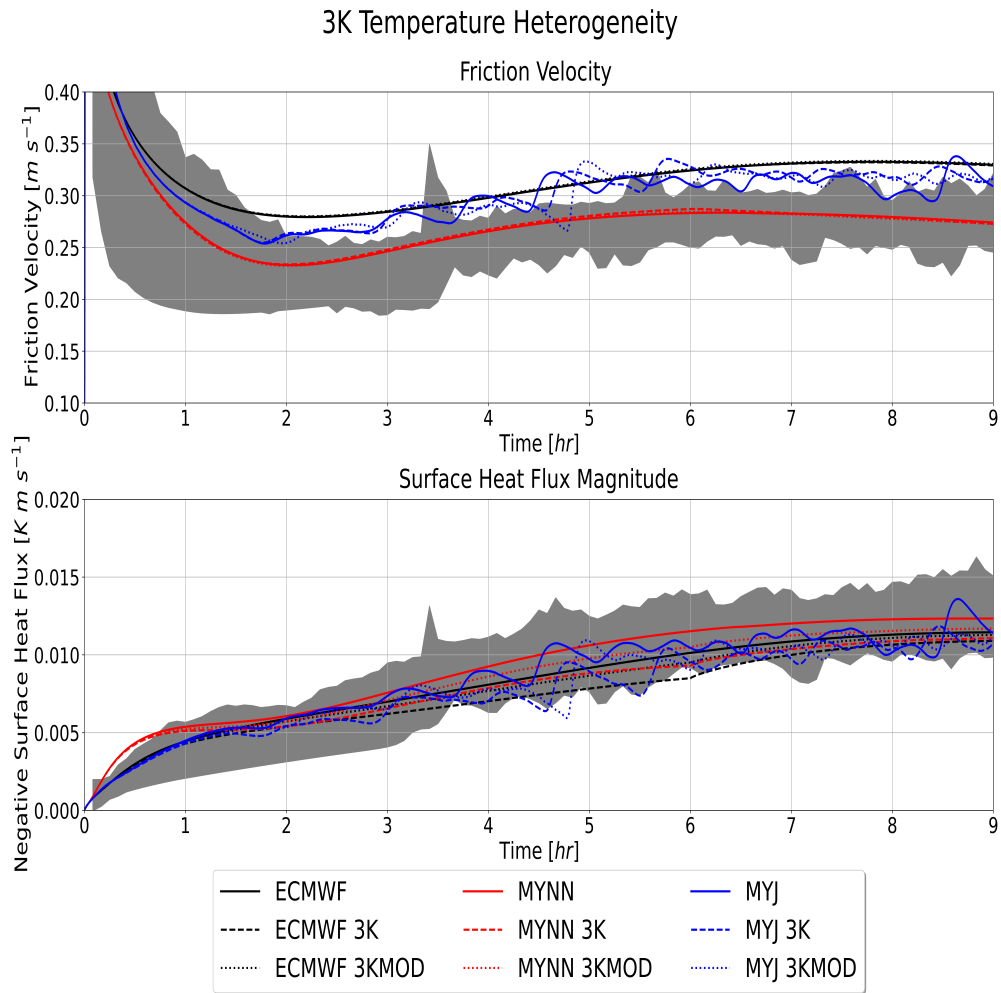 3K Temperature Heterogeneity
Friction Velocity
Friction Velocity [m s⁻¹]
0.40
0.35
0.30
0.25
0.20
0.15
0.10
0 1 2 3 4 5 6 7 8 9
Time [hr]
Surface Heat Flux Magnitude
Negative Surface Heat Flux [K m s⁻¹]
0.020
0.015
0.010
0.005
0.000
0 1 2 3 4 5 6 7 8 9
Time [hr]
ECMWF MYNN MYJ
ECMWF 3K MYNN 3K MYJ 3K
ECMWF 3KMOD MYNN 3KMOD MYJ 3KMOD